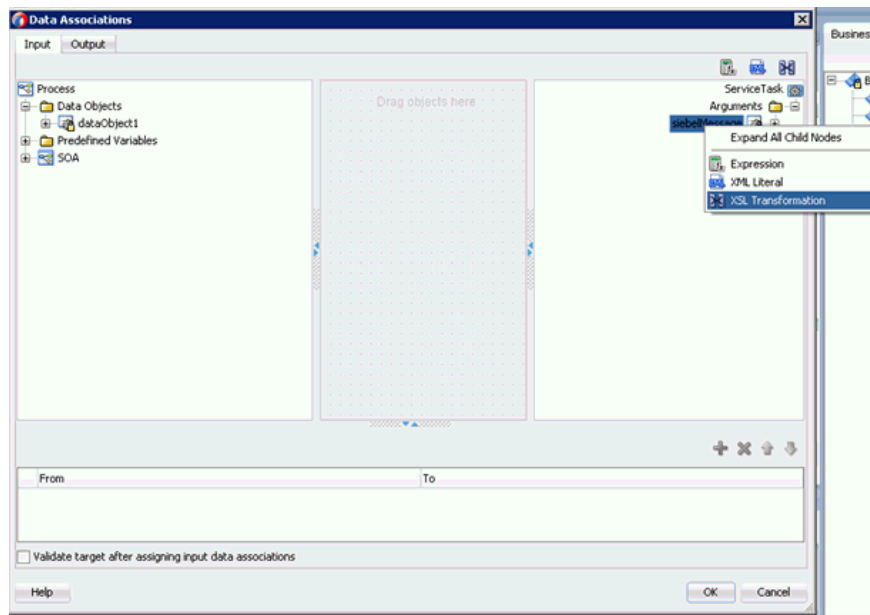 Data Associations
Busines
Input Output
Process
Data Objects
dataObject1
Predefined Variables
SOA
Drag objects here
ServiceTask
Arguments
siebelMessage
Expand All Child Nodes
Expression
XML Literal
XSL Transformation
From To
Validate target after assigning input data associations
Help OK Cancel